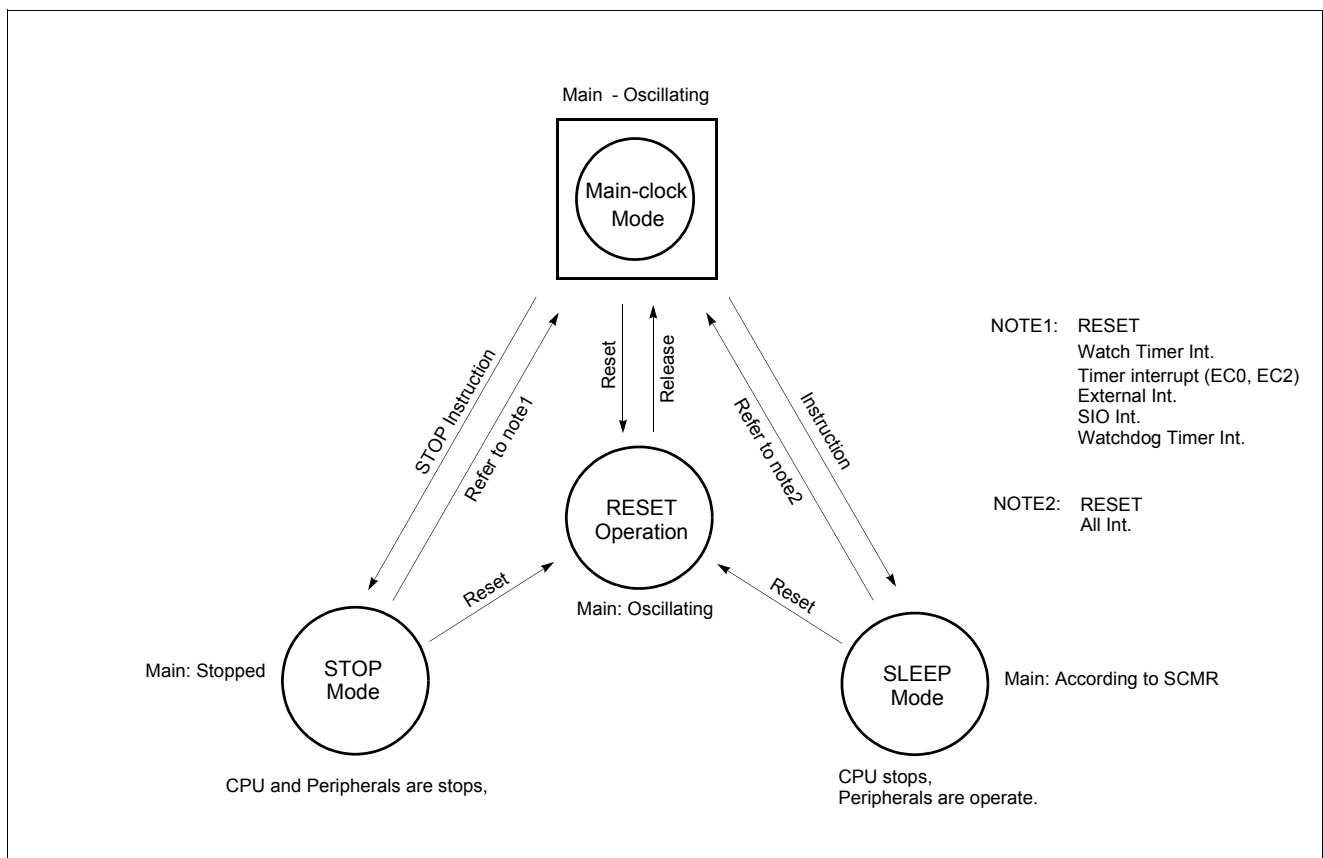 Main - Oscillating
Main-clock
Mode
STOP Instruction
Refer to note1
Reset
Release
Refer to note2
Instruction
NOTE1: RESET
Watch Timer Int.
Timer interrupt (EC0, EC2)
External Int.
SIO Int.
Watchdog Timer Int.
NOTE2: RESET
All Int.
RESET
Operation
Main: Oscillating
Reset
Reset
Main: Stopped
STOP
Mode
CPU and Peripherals are stops,
SLEEP
Mode
Main: According to SCMR
CPU stops,
Peripherals are operate.